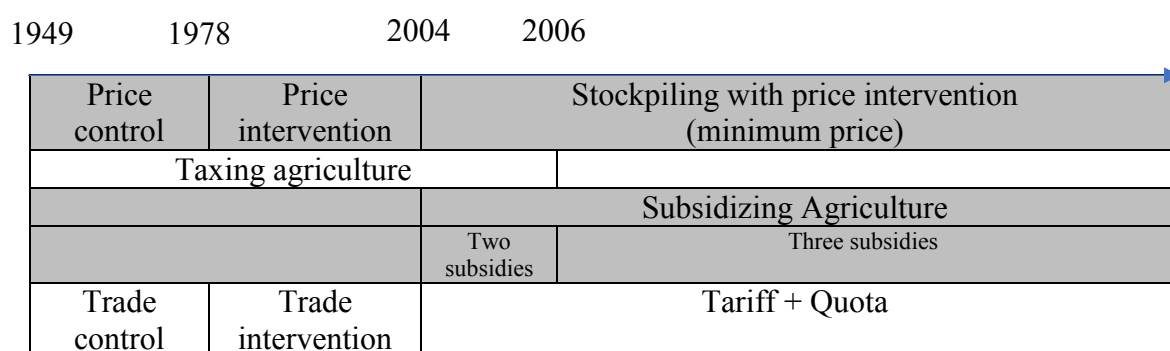 1949 1978 2004 2006
Price Price Stockpiling with price intervention
control intervention (minimum price)
Taxing agriculture
Subsidizing Agriculture
Two Three subsidies
subsidies
Trade Trade Tariff + Quota
control intervention